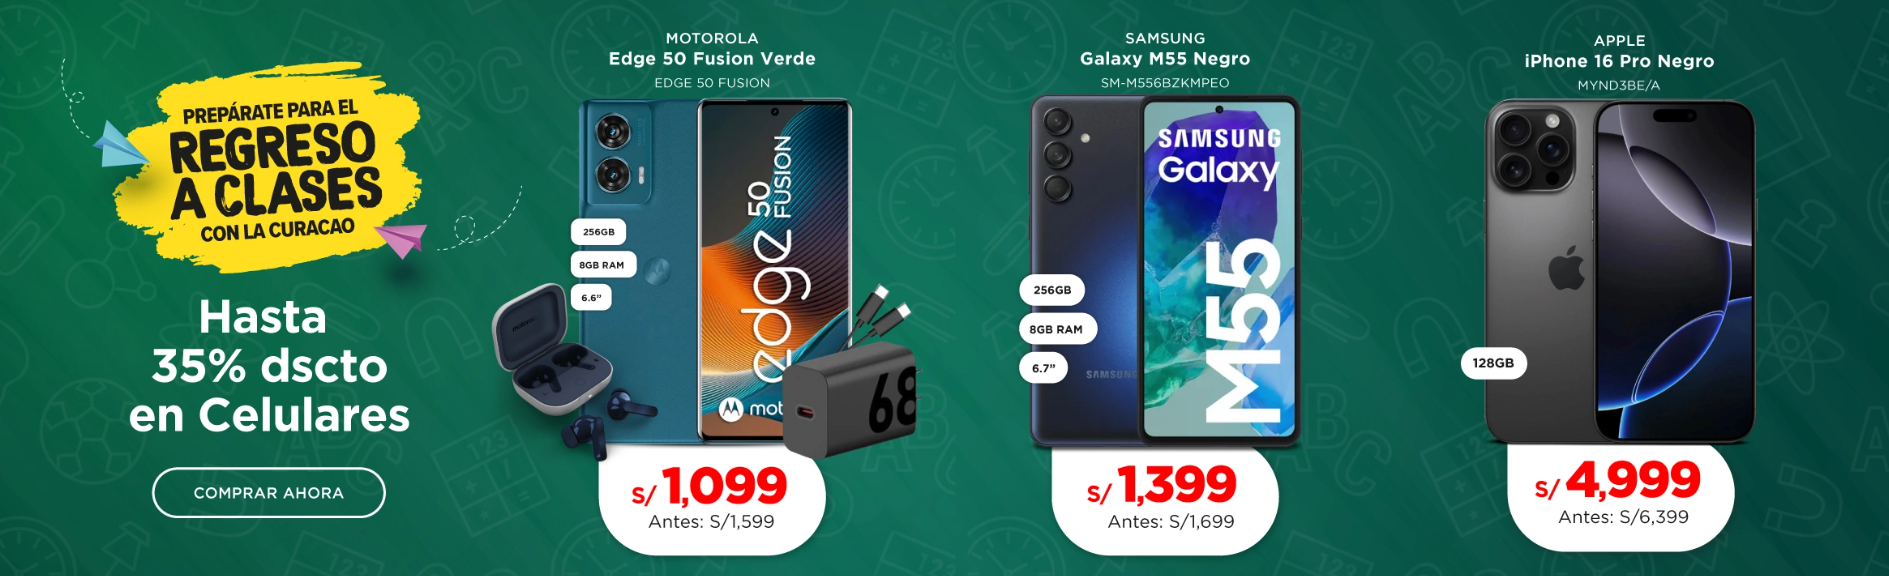 PREPÁRATE PARA EL
REGRESO
A CLASES
CON LA CURACAO
Hasta
35% dscto
en Celulares
COMPRAR AHORA
MOTOROLA
Edge 50 Fusion Verde
EDGE 50 FUSION
256GB
8GB RAM
6.6”
edge 50
FUSION
mot
68
S/ 1,099
Antes: S/1,599
SAMSUNG
Galaxy M55 Negro
SM-M556BZKMPEO
SAMSUNG
Galaxy
M55
256GB
8GB RAM
6.7”
SAMSUNG
S/ 1,399
Antes: S/1,699
APPLE
iPhone 16 Pro Negro
MYND3BE/A
128GB
S/ 4,999
Antes: S/6,399